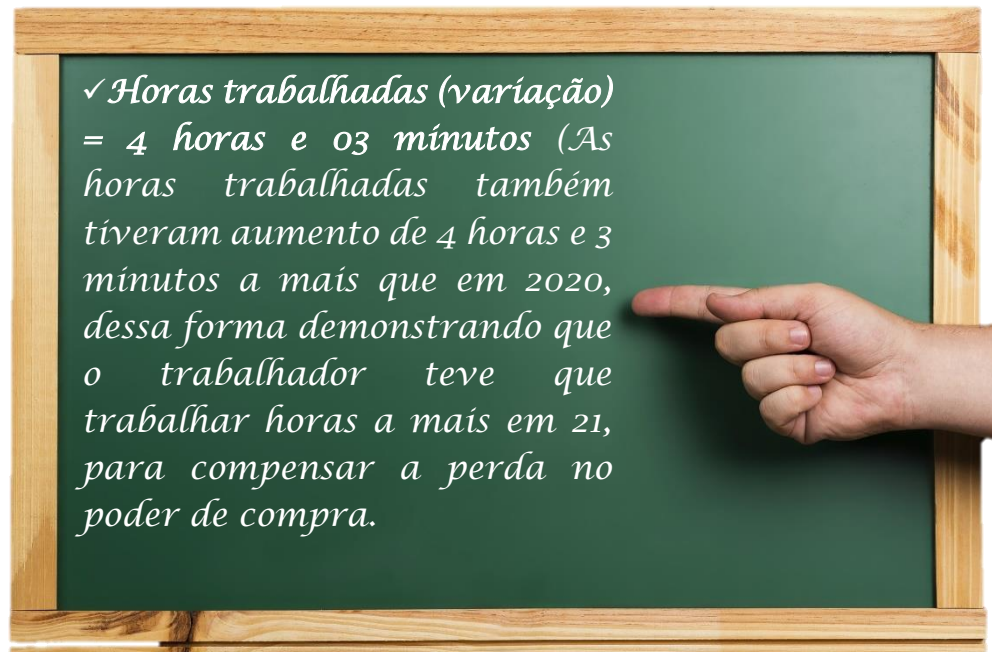 ✓Horas trabalhadas (variação)
= 4 horas e 03 minutos (As
horas trabalhadas também
tiveram aumento de 4 horas e 3
minutos a mais que em 2020,
dessa forma demonstrando que
o trabalhador teve que
trabalhar horas a mais em 21,
para compensar a perda no
poder de compra.